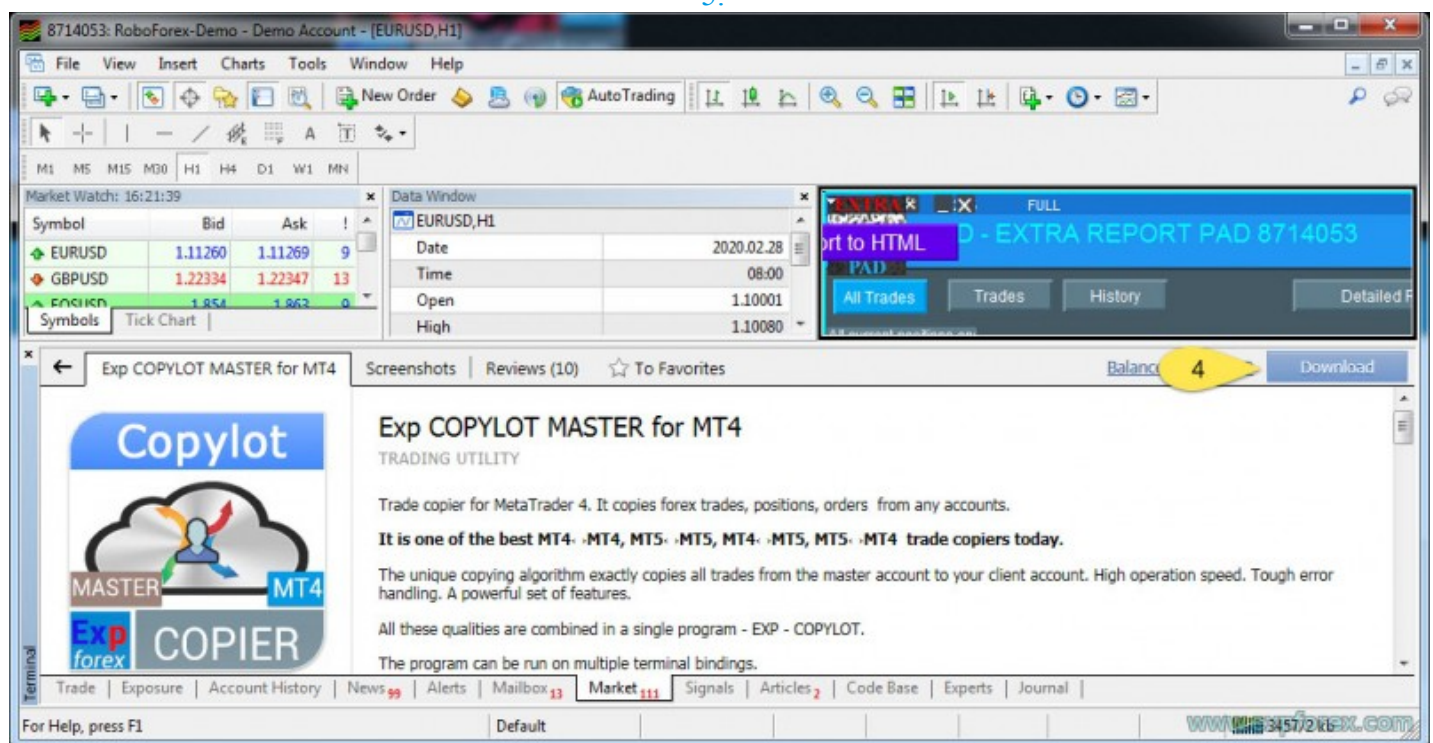 8714053: RoboForex-Demo - Demo Account - [EURUSD,H1]
File View Insert Charts Tools Window Help
New Order AutoTrading
A T
M1 M5 M15 M30 H1 H4 D1 W1 MN
Market Watch: 16:21:39
Symbol Bid Ask !
EURUSD 1.11260 1.11269 9
GBPUSD 1.22334 1.22347 13
EOSUSD 1.854 1.863 9
Symbols Tick Chart
Data Window
EURUSD,H1
Date 2020.02.28
Time 08:00
Open 1.10001
High 1.10080
EXTRA X _ X FULL
ort to HTML D - EXTRA REPORT PAD 8714053
PAD
All Trades Trades History Detailed
Exp COPYLOT MASTER for MT4 Screenshots Reviews (10) To Favorites 4 Download
Copylot
MASTER MT4
Exp forex COPIER
Exp COPYLOT MASTER for MT4
TRADING UTILITY
Trade copier for MetaTrader 4. It copies forex trades, positions, orders from any accounts.
It is one of the best MT4‹ ›MT4, MT5‹ ›MT5, MT4‹ ›MT5, MT5‹ ›MT4 trade copiers today.
The unique copying algorithm exactly copies all trades from the master account to your client account. High operation speed. Tough error
handling. A powerful set of features.
All these qualities are combined in a single program - EXP - COPYLOT.
The program can be run on multiple terminal bindings.
Terminal
Trade Exposure Account History News 99 Alerts Mailbox 13 Market 111 Signals Articles 2 Code Base Experts Journal
For Help, press F1 Default 3457/2 kb